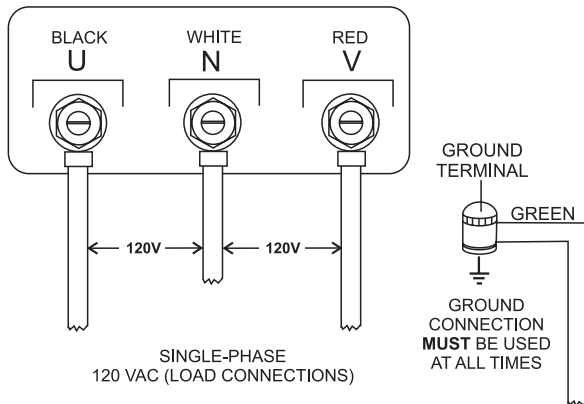 BLACK
U
WHITE
N
RED
V
120V
120V
SINGLE-PHASE
120 VAC (LOAD CONNECTIONS)
GROUND
TERMINAL
GREEN
GROUND
CONNECTION
MUST BE USED
AT ALL TIMES